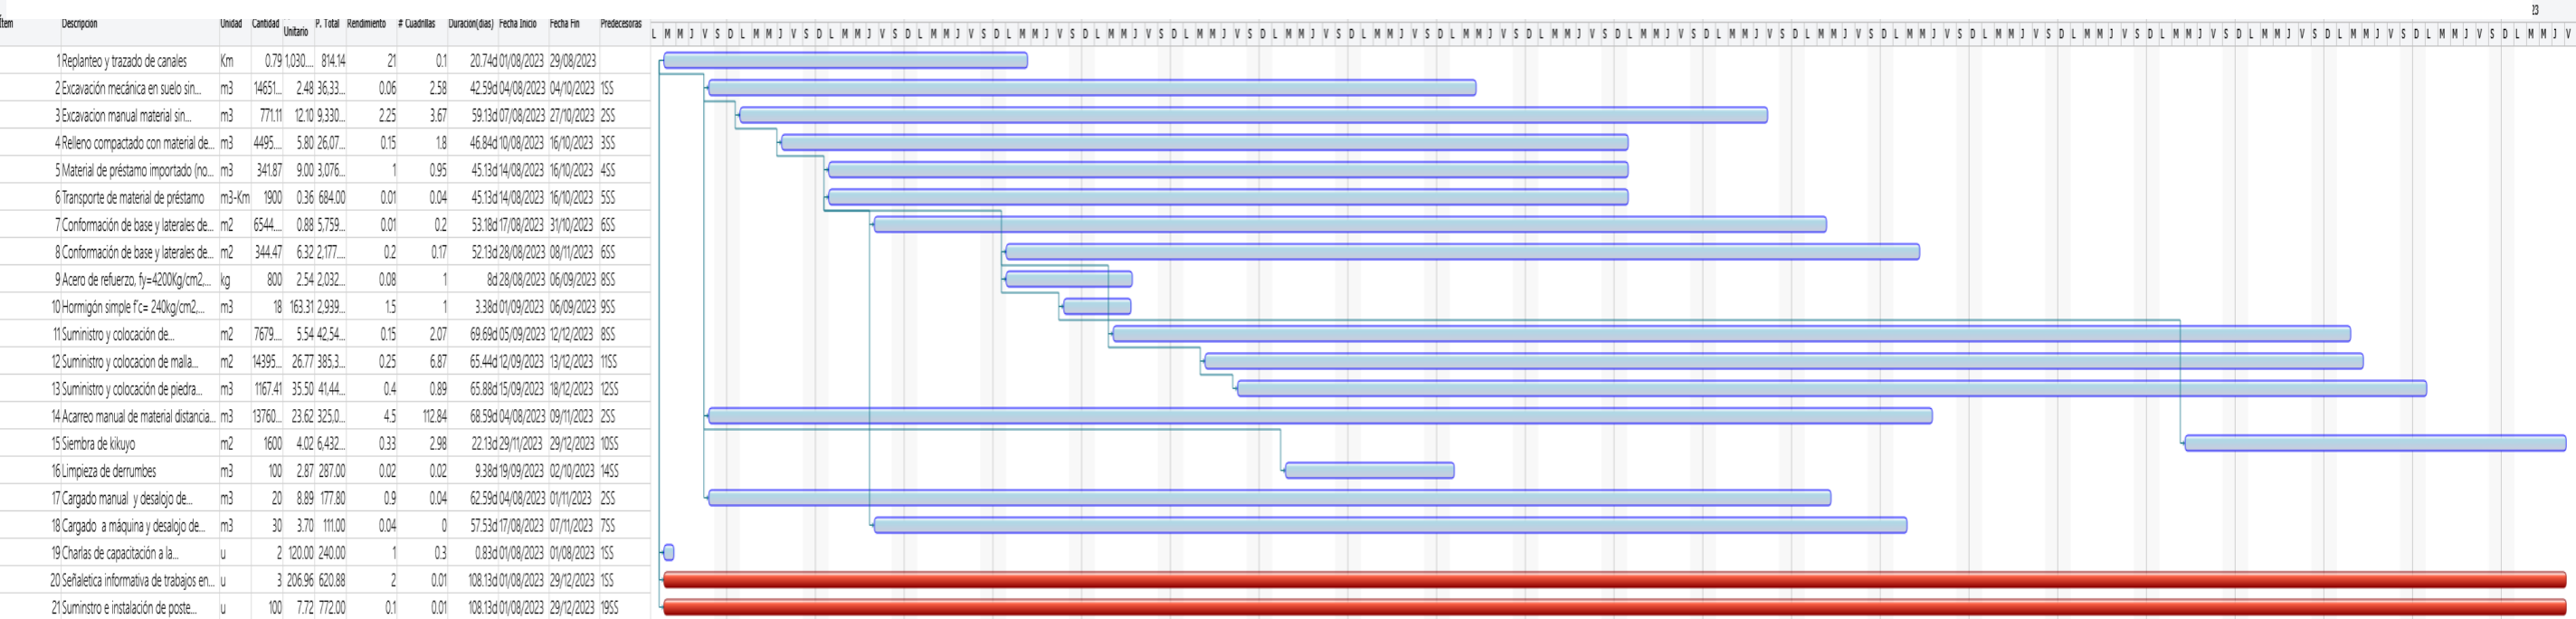 Ítem Descripción Unidad Cantidad Unitario P. Total Rendimiento # Cuadrillas Duración(días) Fecha Inicio Fecha Fin Predecesoras
23
L M M J V S D L M M J V S D L M M J V S D L M M J V S D L M M J V S D L M M J V S D L M M J V S D L M M J V S D L M M J V S D L M M J V S D L M M J V S D L M M J V S D L M M J V S D L M M J V S D L M M J V S D L M M J V S D L M M J V S D L M M J V S D L M M J V S D L M M J V S D L M M J V S D L M M J V
1 Replanteo y trazado de canales Km 0.79 1,030.... 814.14 21 0.1 20.74d 01/08/2023 29/08/2023
2 Excavación mecánica en suelo sin... m3 14651... 2.48 36,33... 0.06 2.58 42.59d 04/08/2023 04/10/2023 1SS
3 Excavacion manual material sin... m3 771.11 12.10 9,330... 2.25 3.67 59.13d 07/08/2023 27/10/2023 2SS
4 Relleno compactado con material de... m3 4495.... 5.80 26,07... 0.15 1.8 46.84d 10/08/2023 16/10/2023 3SS
5 Material de préstamo importado (no... m3 341.87 9.00 3,076... 1 0.95 45.13d 14/08/2023 16/10/2023 4SS
6 Transporte de material de préstamo m3-Km 1900 0.36 684.00 0.01 0.04 45.13d 14/08/2023 16/10/2023 5SS
7 Conformación de base y laterales de... m2 6544.... 0.88 5,759... 0.01 0.2 53.18d 17/08/2023 31/10/2023 6SS
8 Conformación de base y laterales de... m2 344.47 6.32 2,177.... 0.2 0.17 52.13d 28/08/2023 08/11/2023 6SS
9 Acero de refuerzo, fy=4200Kg/cm2,... kg 800 2.54 2,032... 0.08 1 8d 28/08/2023 06/09/2023 8SS
10 Hormigón simple f'c= 240kg/cm2,... m3 18 163.31 2,939... 1.5 1 3.38d 01/09/2023 06/09/2023 9SS
11 Suministro y colocación de... m2 7679.... 5.54 42,54... 0.15 2.07 69.69d 05/09/2023 12/12/2023 8SS
12 Suministro y colocacion de malla... m2 14395... 26.77 385,3... 0.25 6.87 65.44d 12/09/2023 13/12/2023 11SS
13 Suministro y colocación de piedra... m3 1167.41 35.50 41,44... 0.4 0.89 65.88d 15/09/2023 18/12/2023 12SS
14 Acarreo manual de material distancia... m3 13760... 23.62 325,0... 4.5 112.84 68.59d 04/08/2023 09/11/2023 2SS
15 Siembra de kikuyo m2 1600 4.02 6,432... 0.33 2.98 22.13d 29/11/2023 29/12/2023 10SS
16 Limpieza de derrumbes m3 100 2.87 287.00 0.02 0.02 9.38d 19/09/2023 02/10/2023 14SS
17 Cargado manual y desalojo de... m3 20 8.89 177.80 0.9 0.04 62.59d 04/08/2023 01/11/2023 2SS
18 Cargado a máquina y desalojo de... m3 30 3.70 111.00 0.04 0 57.53d 17/08/2023 07/11/2023 7SS
19 Charlas de capacitación a la... u 2 120.00 240.00 1 0.3 0.83d 01/08/2023 01/08/2023 1SS
20 Señaletica informativa de trabajos en... u 3 206.96 620.88 2 0.01 108.13d 01/08/2023 29/12/2023 1SS
21 Suminstro e instalación de poste... u 100 7.72 772.00 0.1 0.01 108.13d 01/08/2023 29/12/2023 19SS